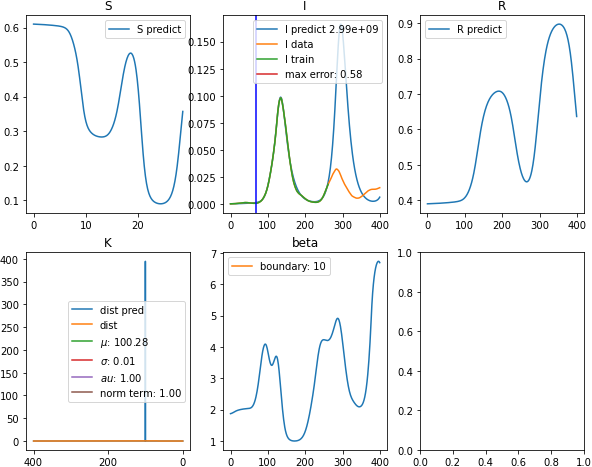 S
S predict
0.6
0.5
0.4
0.3
0.2
0.1
0 10 20
I
I predict 2.99e+09
I data
I train
max error: 0.58
0.175
0.150
0.125
0.100
0.075
0.050
0.025
0.000
0 100 200 300 400
R
R predict
0.9
0.8
0.7
0.6
0.5
0.4
0 100 200 300 400
K
dist pred
dist
μ: 100.28
σ: 0.01
au: 1.00
norm term: 1.00
400
350
300
250
200
150
100
50
0
400 200 0
beta
boundary: 10
7
6
5
4
3
2
1
0 100 200 300 400
1.0
0.8
0.6
0.4
0.2
0.0
0.0 0.2 0.4 0.6 0.8 1.0